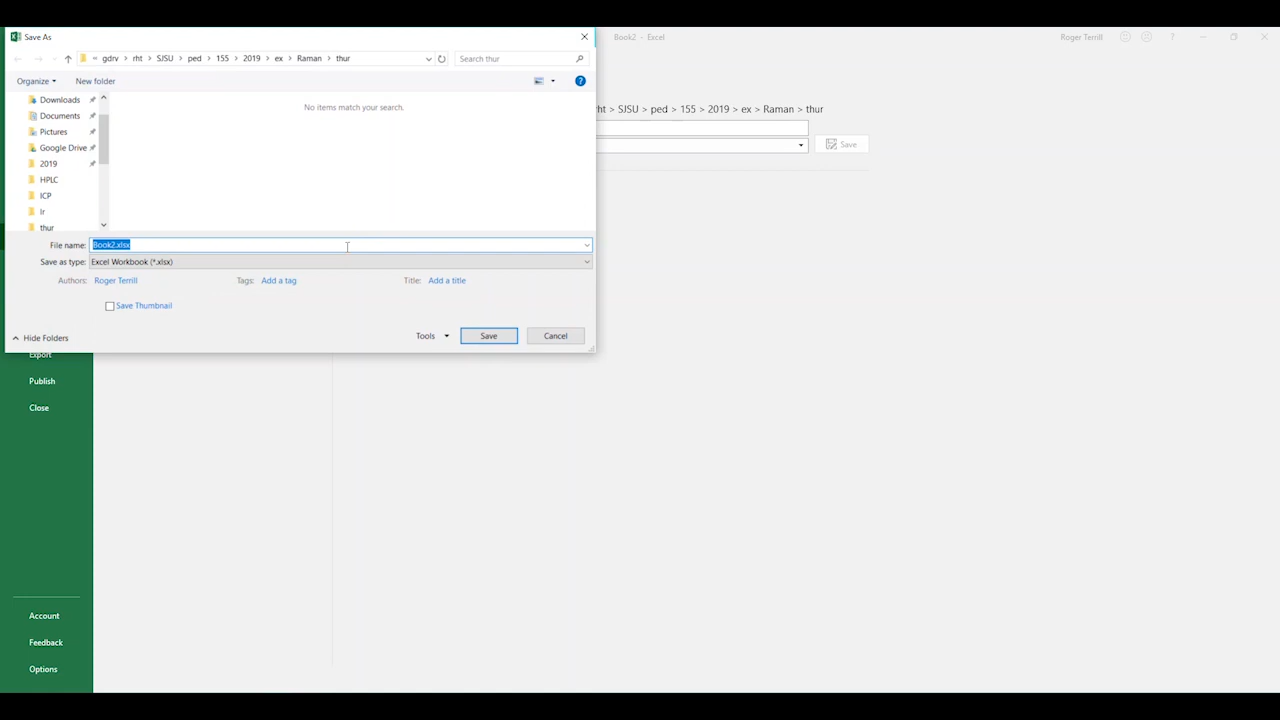 Save As
Book2 - Excel
Roger Terrill
?
« gdrv > rht > SJSU > ped > 155 > 2019 > ex > Raman > thur
Search thur
Organize
New folder
?
Downloads
Documents
Pictures
Google Drive
2019
HPLC
ICP
Ir
thur
No items match your search.
ht > SJSU > ped > 155 > 2019 > ex > Raman > thur
Save
File name: Book2.xlsx
Save as type: Excel Workbook (*.xlsx)
Authors: Roger Terrill
Tags: Add a tag
Title: Add a title
Save Thumbnail
Hide Folders
Tools
Save
Cancel
Export
Publish
Close
Account
Feedback
Options